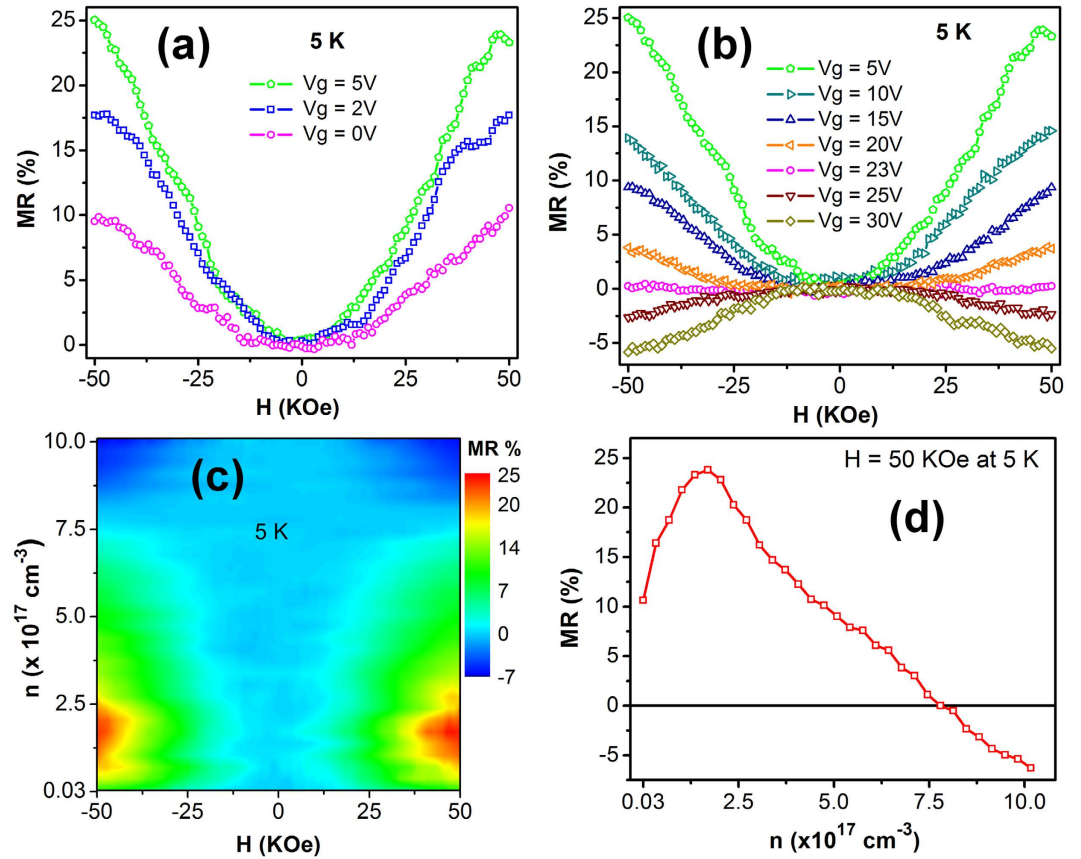 (a)
5 K
Vg = 5V
Vg = 2V
Vg = 0V
MR (%)
25
20
15
10
5
0
-50 -25 0 25 50
H (KOe)
(b)
5 K
Vg = 5V
Vg = 10V
Vg = 15V
Vg = 20V
Vg = 23V
Vg = 25V
Vg = 30V
MR (%)
25
20
15
10
5
0
-5
-50 -25 0 25 50
H (KOe)
(c)
5 K
n (x 10¹⁷ cm⁻³)
10.0
7.5
5.0
2.5
0.03
-50 -25 0 25 50
H (KOe)
MR %
25
20
14
7
0
-7
H = 50 KOe at 5 K
(d)
MR (%)
25
20
15
10
5
0
-5
0.03 2.5 5.0 7.5 10.0
n (x10¹⁷ cm⁻³)